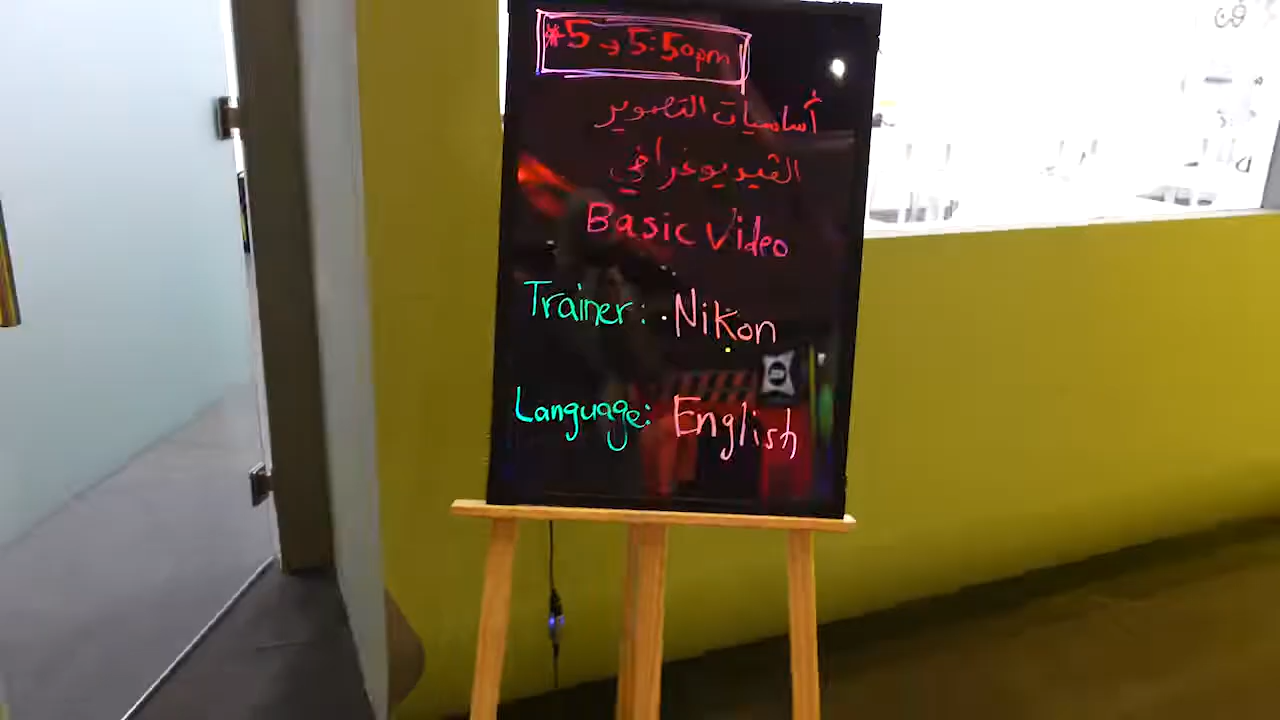 *5 → 5:50pm
أساسيات التصوير
الفيديوغرافي
Basic Video
Trainer: Nikon
Language: English